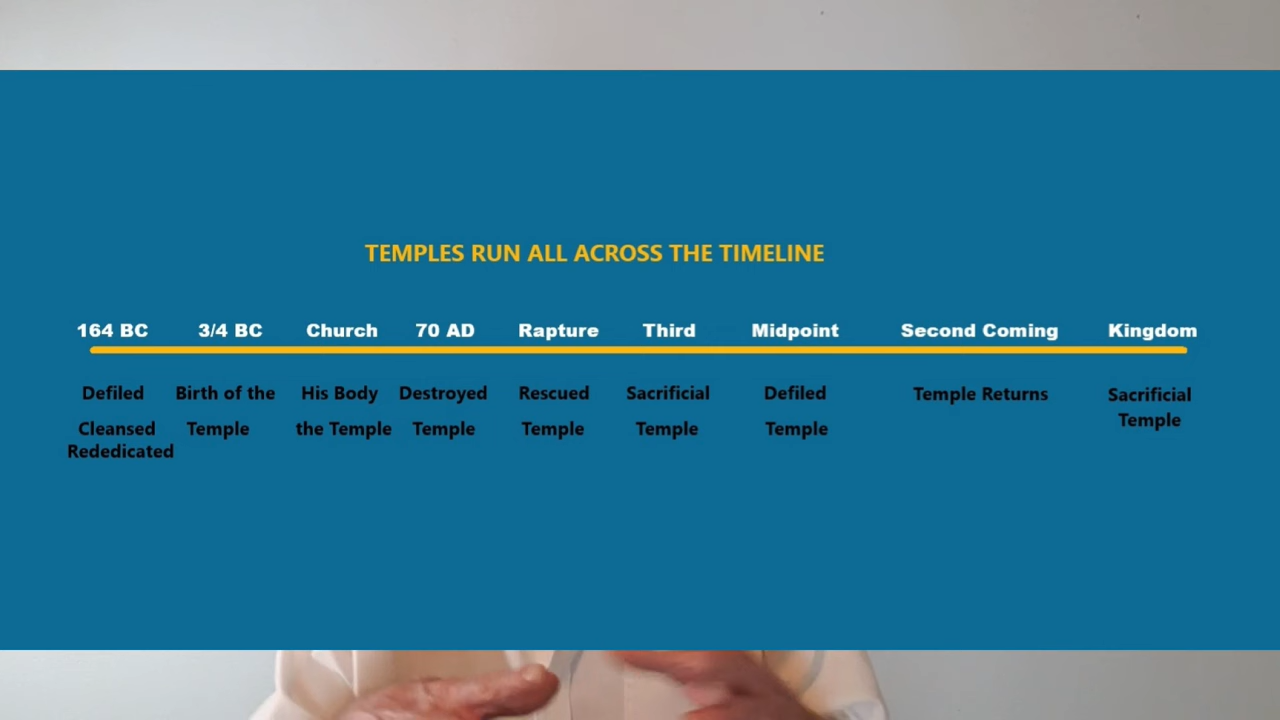 TEMPLES RUN ALL ACROSS THE TIMELINE
164 BC 3/4 BC Church 70 AD Rapture Third Midpoint Second Coming Kingdom
Defiled Birth of the His Body Destroyed Rescued Sacrificial Defiled Temple Returns Sacrificial
Temple
Cleansed Temple the Temple Temple Temple Temple Temple
Rededicated